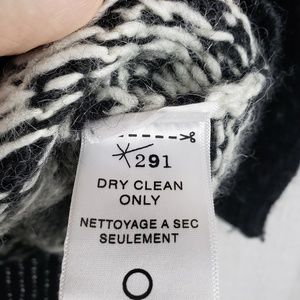 291
DRY CLEAN
ONLY
NETTOYAGE A SEC
SEULEMENT